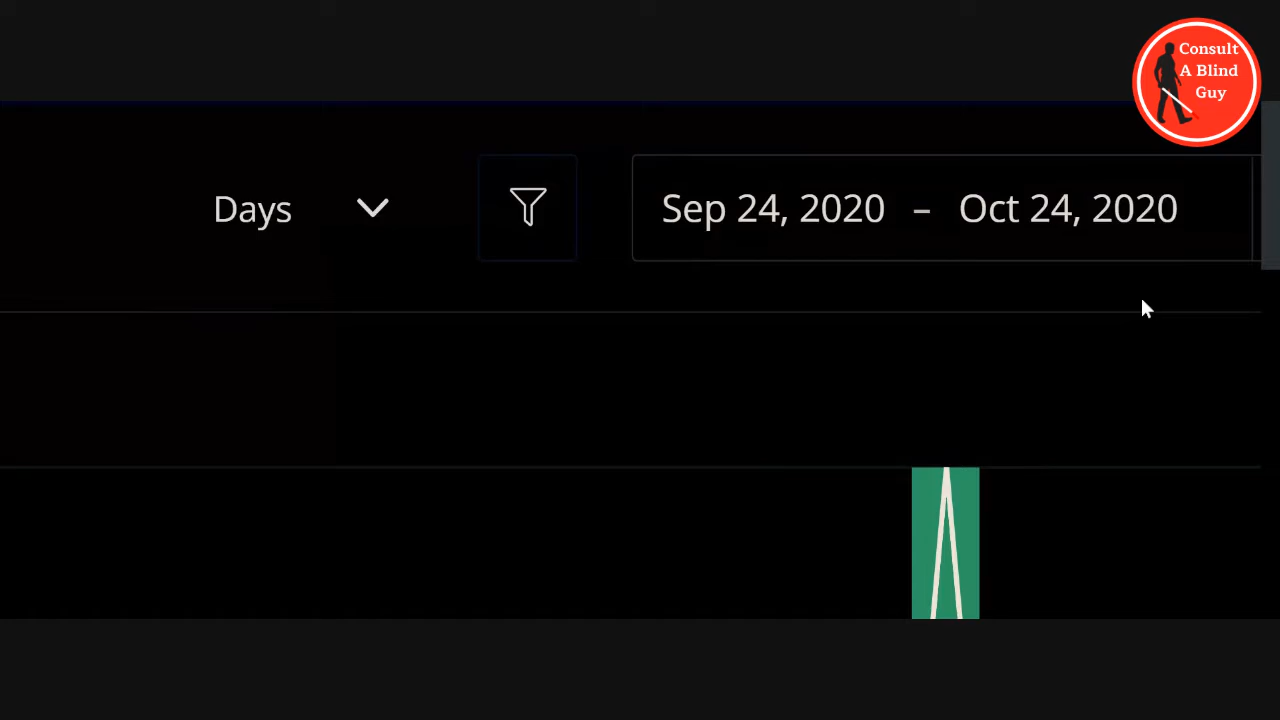 Consult
A Blind
Guy
Days
Sep 24, 2020 – Oct 24, 2020